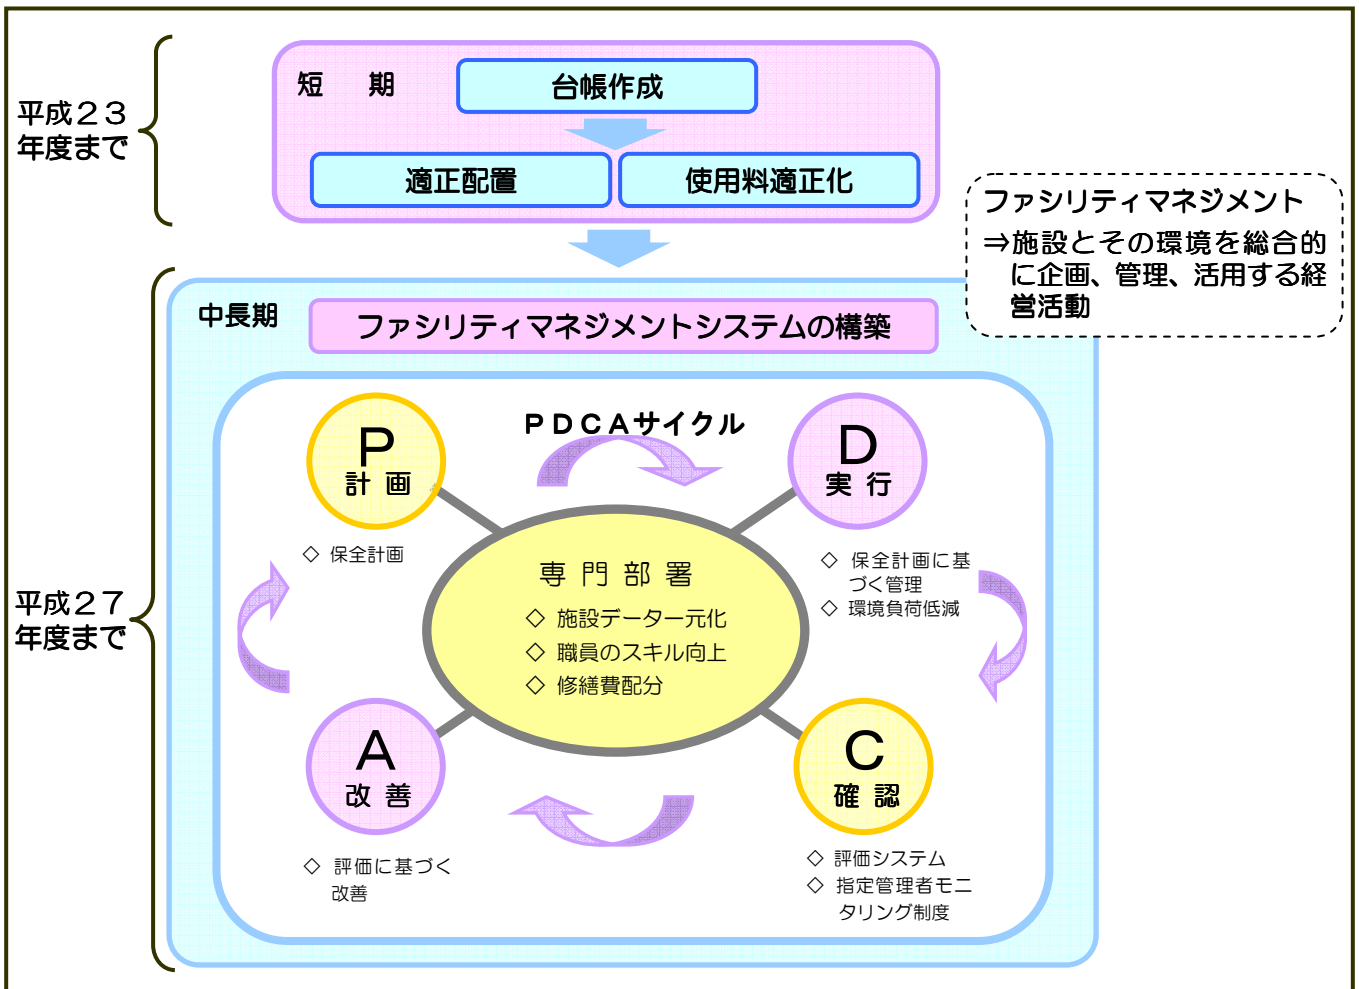 平成２３
年度まで
短　期
台帳作成
適正配置
使用料適正化
ファシリティマネジメント
⇒施設とその環境を総合的
に企画、管理、活用する経
営活動
平成２７
年度まで
中長期
ファシリティマネジメントシステムの構築
ＰＤＣＡサイクル
Ｐ
計 画
◇ 保全計画
Ｄ
実 行
◇ 保全計画に基
づく管理
◇ 環境負荷低減
専 門 部 署
◇ 施設データ一元化
◇ 職員のスキル向上
◇ 修繕費配分
Ａ
改 善
◇ 評価に基づく
改善
Ｃ
確 認
◇ 評価システム
◇ 指定管理者モニ
タリング制度